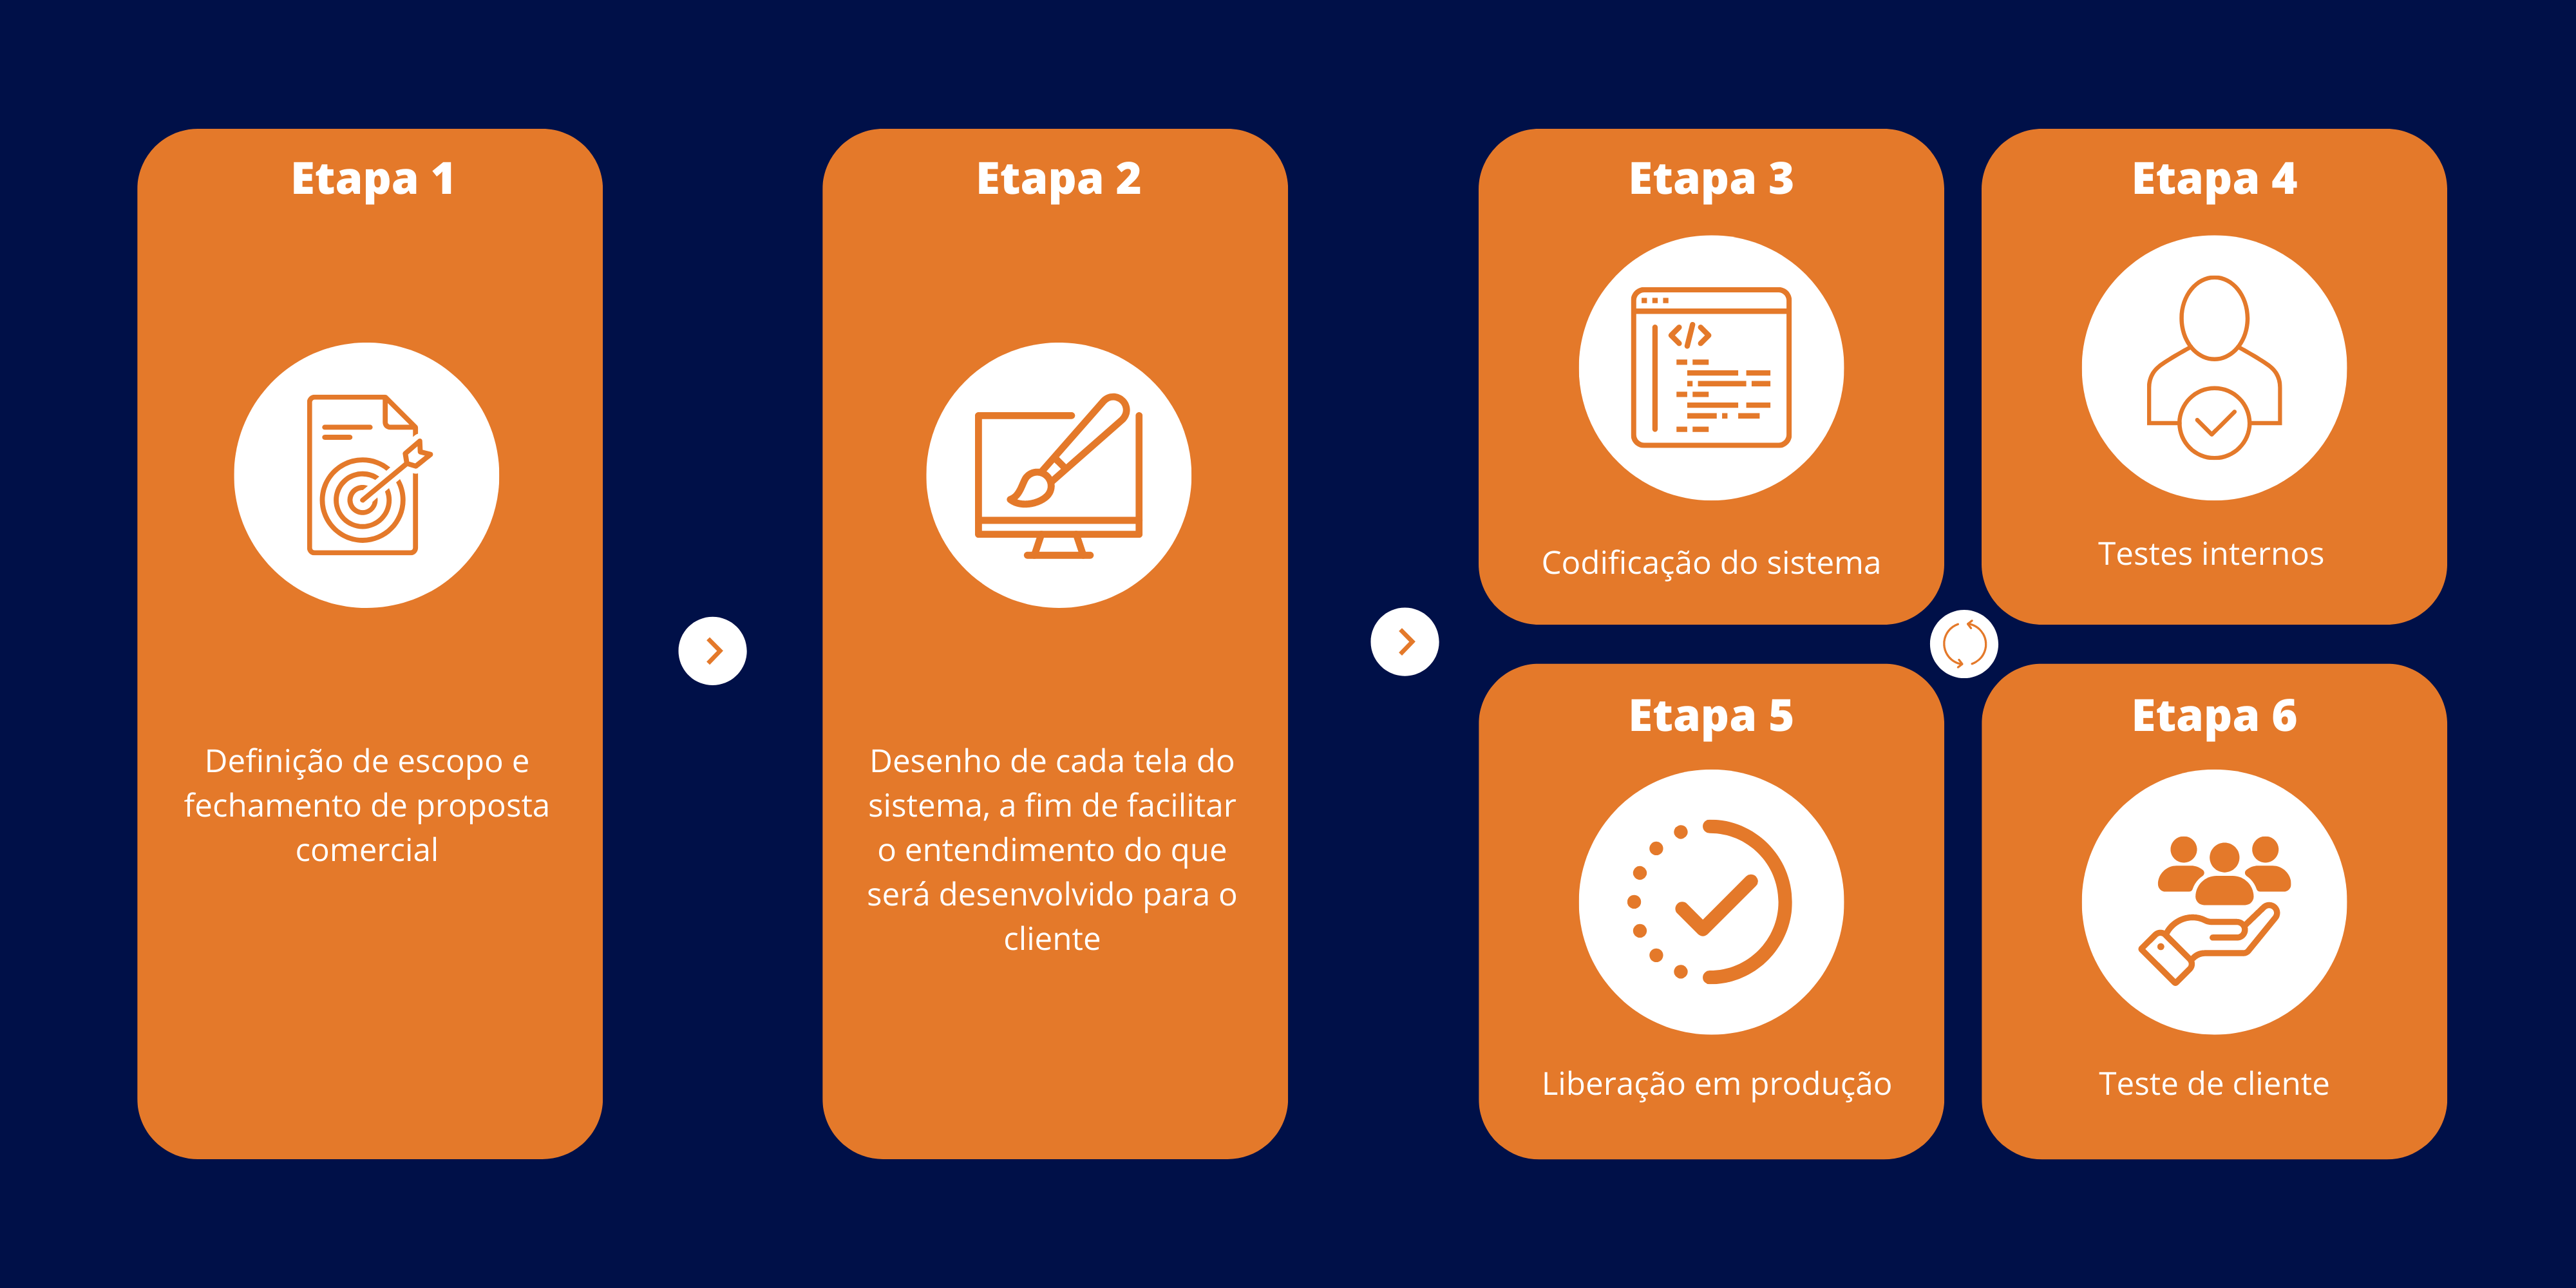 Etapa 1
Definição de escopo e
fechamento de proposta
comercial
Etapa 2
Desenho de cada tela do
sistema, a fim de facilitar
o entendimento do que
será desenvolvido para o
cliente
Etapa 3
Codificação do sistema
Etapa 4
Testes internos
Etapa 5
Liberação em produção
Etapa 6
Teste de cliente